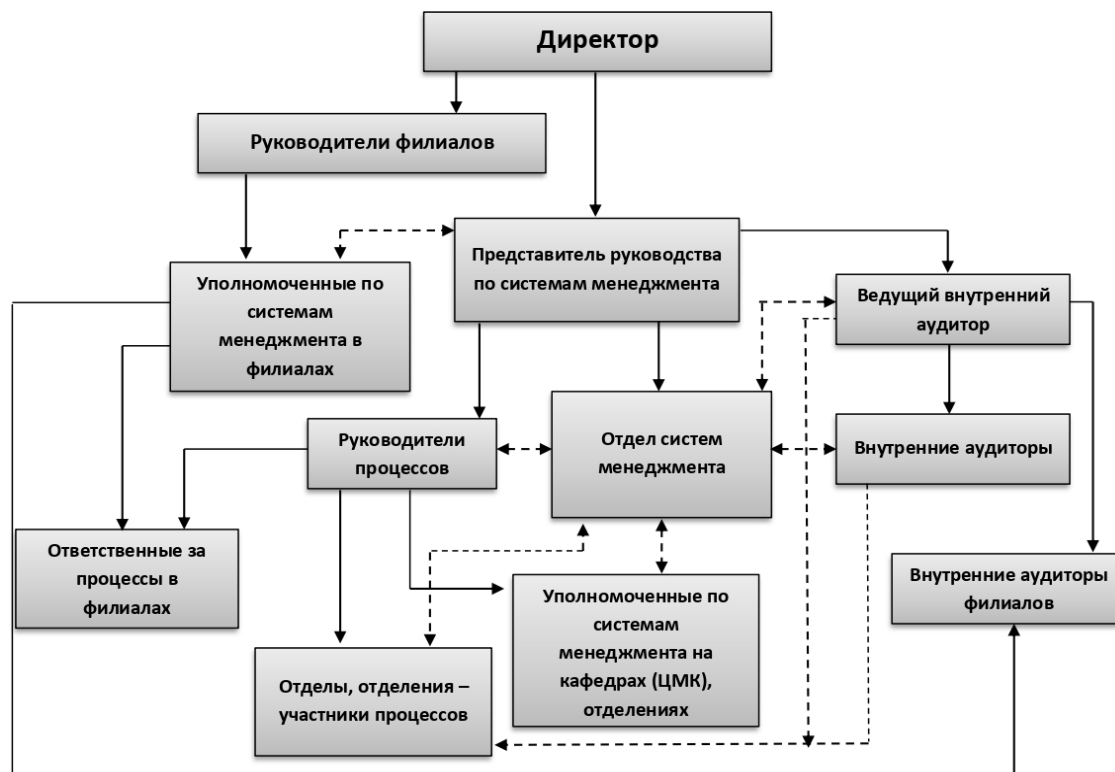 Директор
Руководители филиалов
Представитель руководства
по системам менеджмента
Уполномоченные по
системам
менеджмента в
филиалах
Ведущий внутренний
аудитор
Руководители
процессов
Отдел систем
менеджмента
Внутренние аудиторы
Ответственные за
процессы в
филиалах
Уполномоченные по
системам
менеджмента на
кафедрах (ЦМК),
отделениях
Внутренние аудиторы
филиалов
Отделы, отделения –
участники процессов